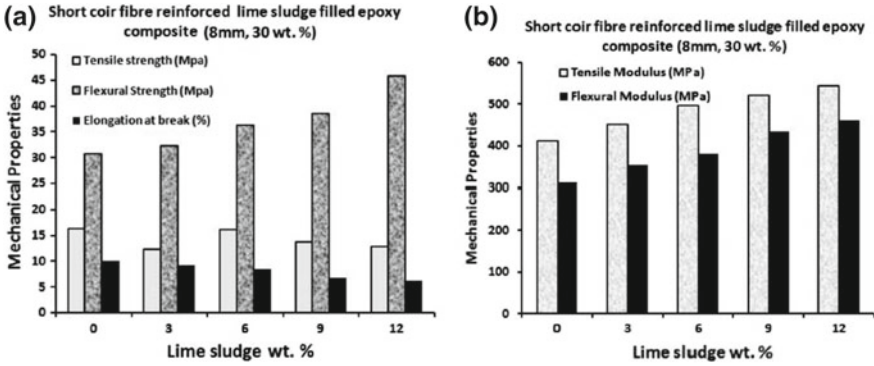 (a)
Short coir fibre reinforced lime sludge filled epoxy
composite (8mm, 30 wt. %)
Tensile strength (Mpa)
Flexural Strength (Mpa)
Elongation at break (%)
Mechanical Properties
50
45
40
35
30
25
20
15
10
5
0
0 3 6 9 12
Lime sludge wt. %
(b)
Short coir fibre reinforced lime sludge filled epoxy
composite (8mm, 30 wt. %)
Tensile Modulus (MPa)
Flexural Modulus (MPa)
Mechanical Properties
600
500
400
300
200
100
0
0 3 6 9 12
Lime sludge wt. %